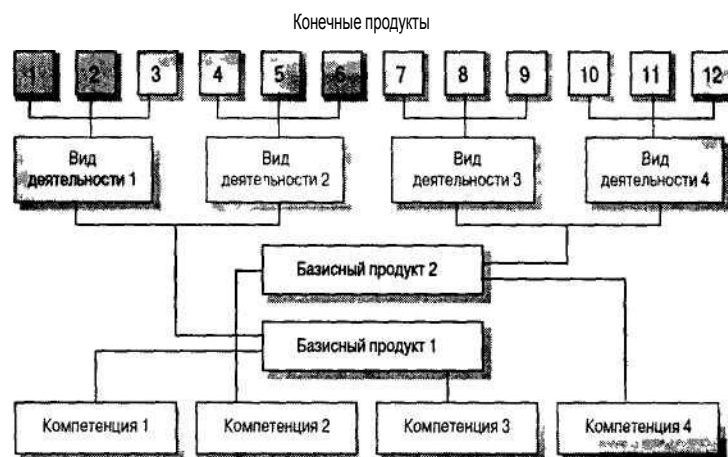 Конечные продукты
1 2 3 4 5 6 7 8 9 10 11 12
Вид
деятельности 1
Вид
деятельности 2
Вид
деятельности 3
Вид
деятельности 4
Базисный продукт 2
Базисный продукт 1
Компетенция 1
Компетенция 2
Компетенция 3
Компетенция 4